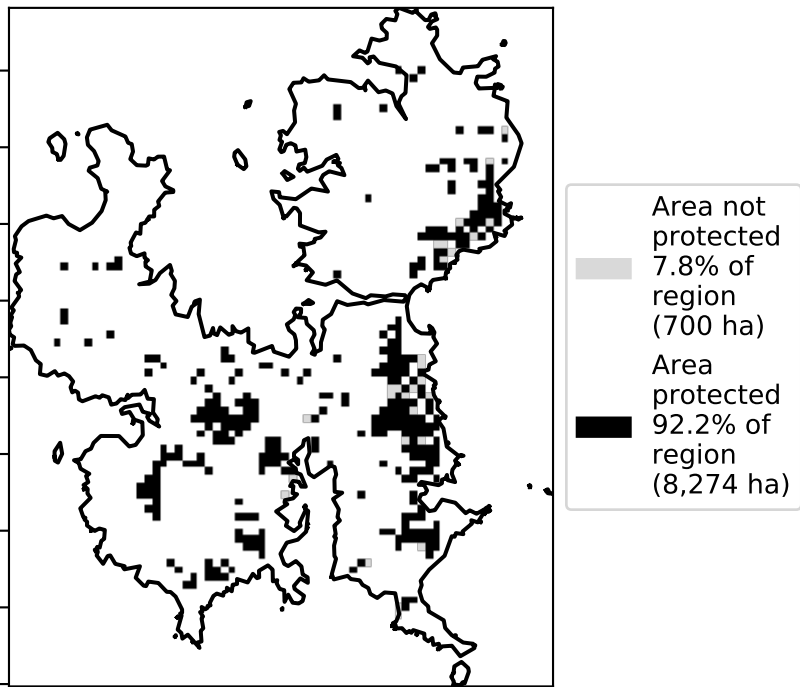 Area not
protected
7.8% of
region
(700 ha)
Area
protected
92.2% of
region
(8,274 ha)